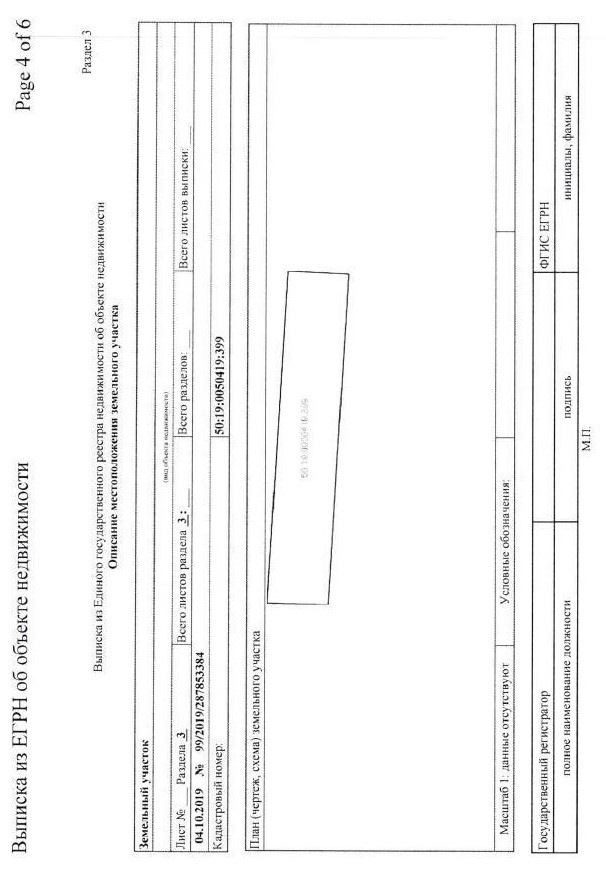 Выписка из ЕГРН об объекте недвижимости Page 4 of 6
Раздел 3
Выписка из Единого государственного реестра недвижимости об объекте недвижимости
Описание местоположения земельного участка
Земельный участок
(вид объекта недвижимости)
Лист № ___ Раздела 3 Всего листов раздела 3: ___ Всего разделов: ___ Всего листов выписки: ___
04.10.2019 № 99/2019/287853384
Кадастровый номер: 50:19:0050419:399
План (чертеж, схема) земельного участка
50:19:0050419:399
Масштаб 1: данные отсутствуют Условные обозначения:
Государственный регистратор ФГИС ЕГРН
полное наименование должности подпись инициалы, фамилия
М.П.